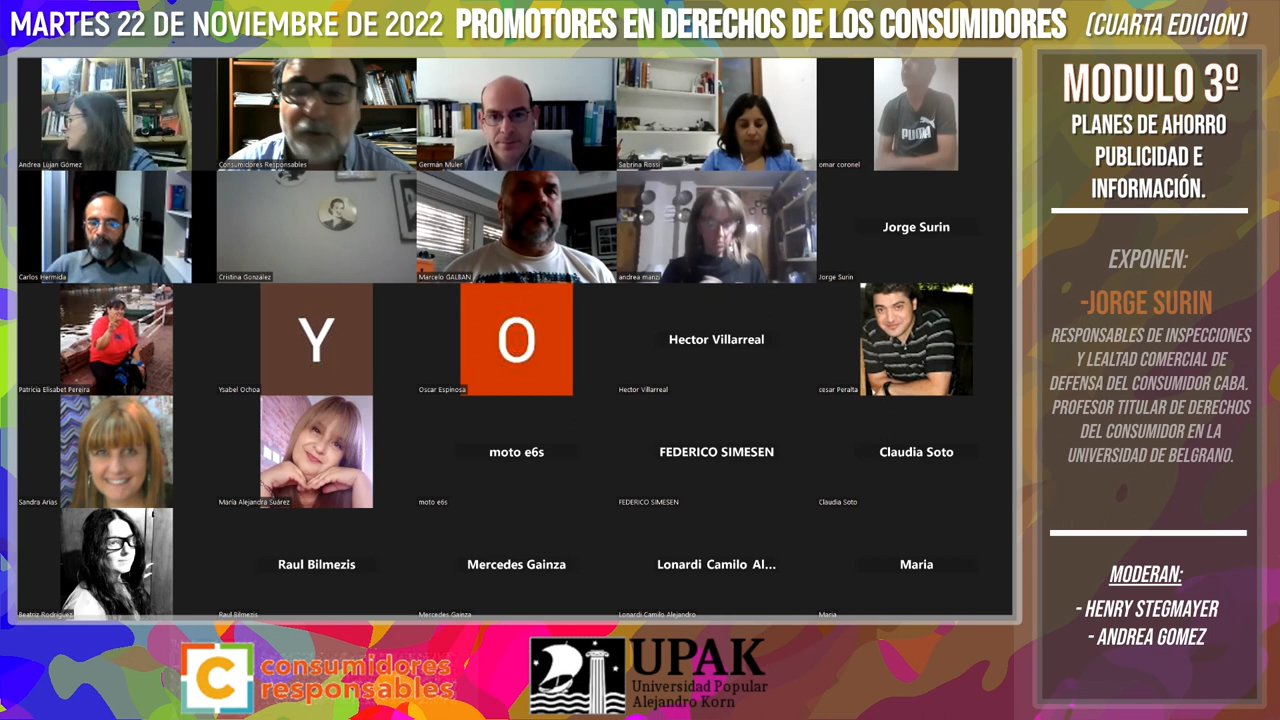 MARTES 22 DE NOVIEMBRE DE 2022 PROMOTORES EN DERECHOS DE LOS CONSUMIDORES (CUARTA EDICION)
Andrea Luján Gómez
Consumidores Responsables
Germán Muler
Sabrina Rossi
omar coronel
PUMA
Carlos Hermida
Cristina González
Marcelo GALBAN
andrea manzi
Jorge Surin
Jorge Surin
Patricia Elisabet Pereira
Y
Ysabel Ochoa
O
Oscar Espinosa
Hector Villarreal
Hector Villarreal
cesar Peralta
Sandra Arias
María Alejandra Suárez
moto e6s
moto e6s
FEDERICO SIMESEN
FEDERICO SIMESEN
Claudia Soto
Claudia Soto
Beatriz Rodríguez
Raul Bilmezis
Raul Bilmezis
Mercedes Gainza
Mercedes Gainza
Lonardi Camilo Al...
Lonardi Camilo Alejandro
Maria
Maria
MODULO 3º
PLANES DE AHORRO
PUBLICIDAD E
INFORMACIÓN.
EXPONEN:
-JORGE SURIN
RESPONSABLES DE INSPECCIONES
Y LEALTAD COMERCIAL DE
DEFENSA DEL CONSUMIDOR CABA.
PROFESOR TITULAR DE DERECHOS
DEL CONSUMIDOR EN LA
UNIVERSIDAD DE BELGRANO.
MODERAN:
- HENRY STEGMAYER
- ANDREA GOMEZ
C
consumidores
responsables
UPAK
Universidad Popular
Alejandro Korn